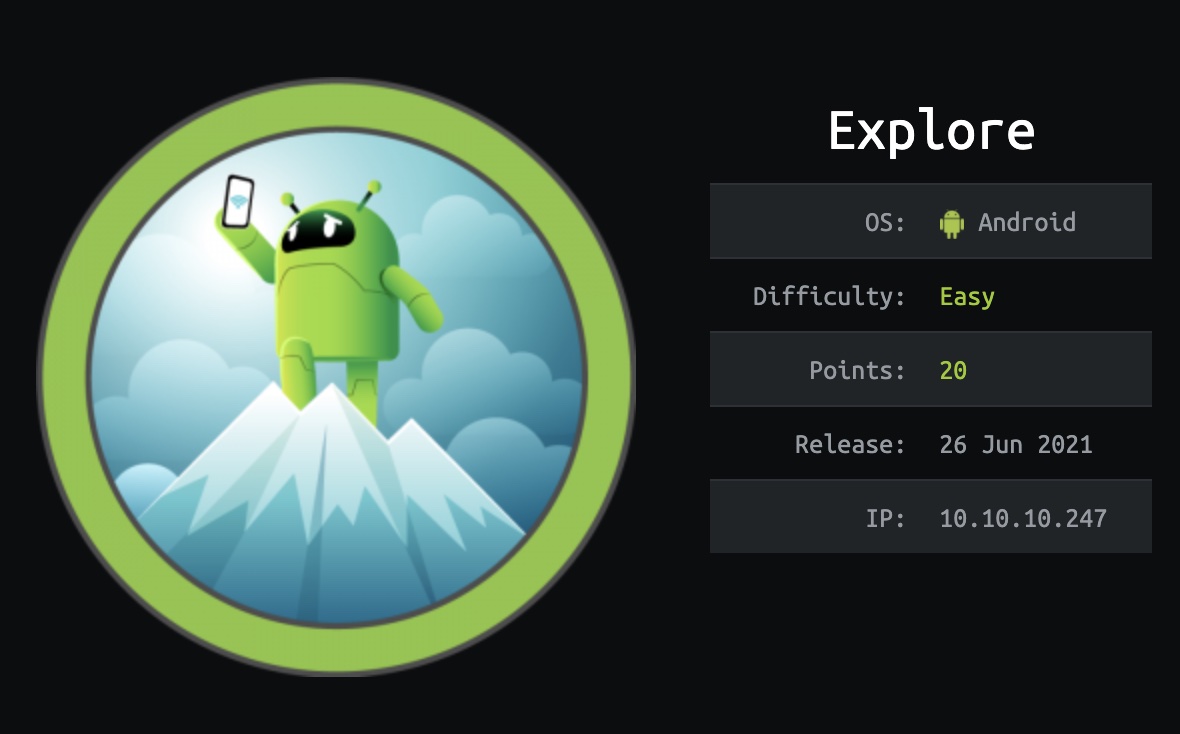 Explore
OS: Android
Difficulty: Easy
Points: 20
Release: 26 Jun 2021
IP: 10.10.10.247